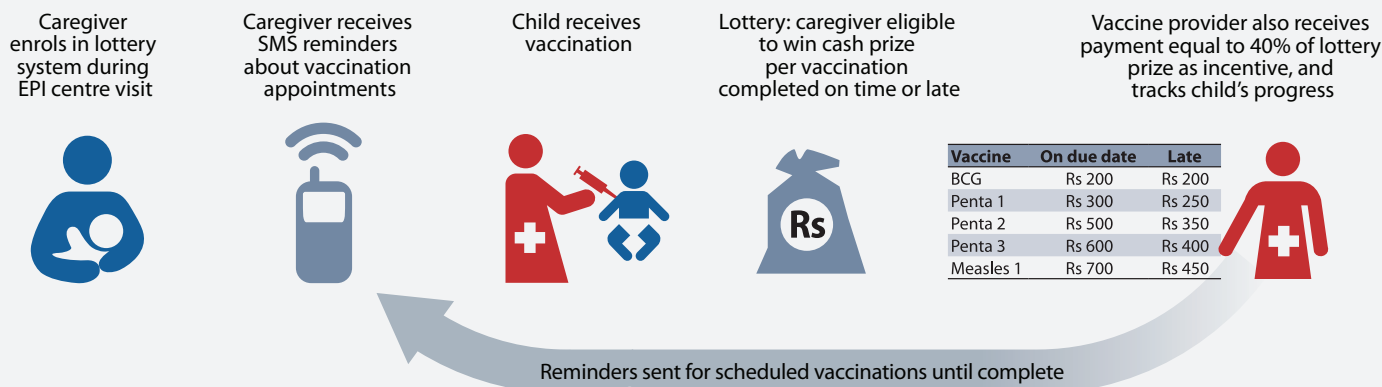 Caregiver
enrols in lottery
system during
EPI centre visit
Caregiver receives
SMS reminders
about vaccination
appointments
Child receives
vaccination
Lottery: caregiver eligible
to win cash prize
per vaccination
completed on time or late
Vaccine provider also receives
payment equal to 40% of lottery
prize as incentive, and
tracks child’s progress
Rs
Vaccine On due date Late
BCG Rs 200 Rs 200
Penta 1 Rs 300 Rs 250
Penta 2 Rs 500 Rs 350
Penta 3 Rs 600 Rs 400
Measles 1 Rs 700 Rs 450
Reminders sent for scheduled vaccinations until complete